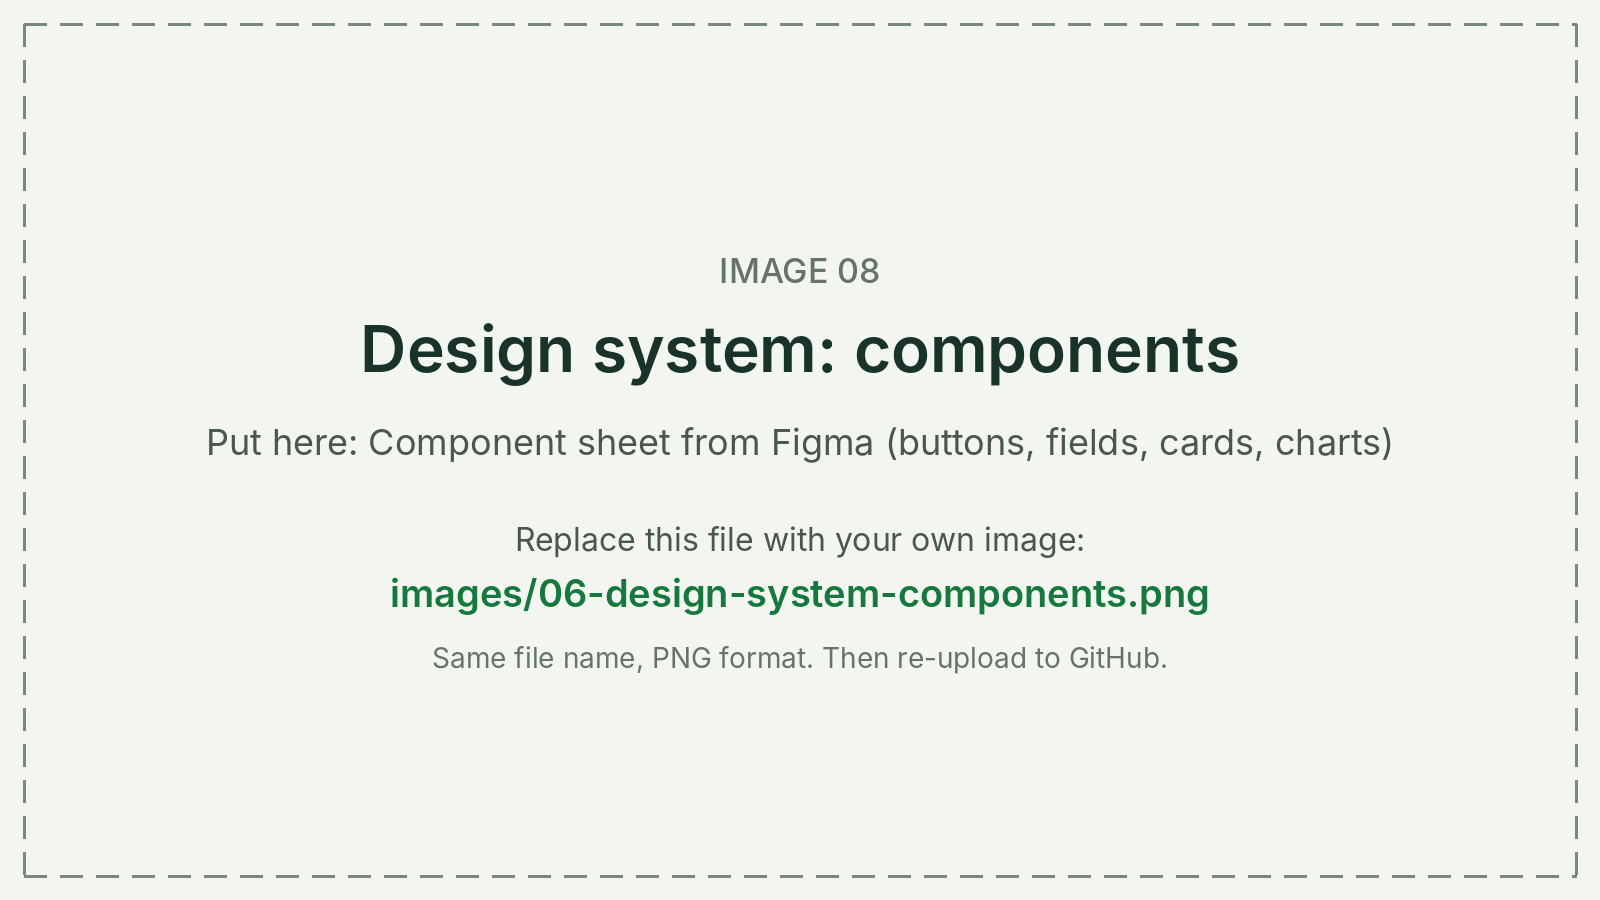 IMAGE 08
Design system: components
Put here: Component sheet from Figma (buttons, fields, cards, charts)
Replace this file with your own image:
images/06-design-system-components.png
Same file name, PNG format. Then re-upload to GitHub.